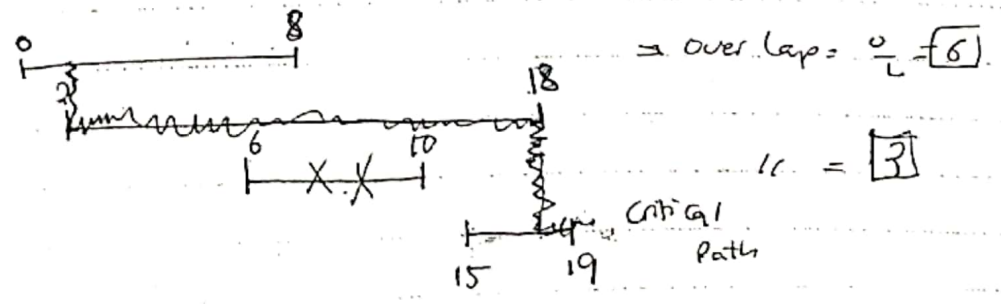 0 8
⇒ over lap = 0/L = 6
2 18
6 10
X X
" = 3
critical
Path
15 19